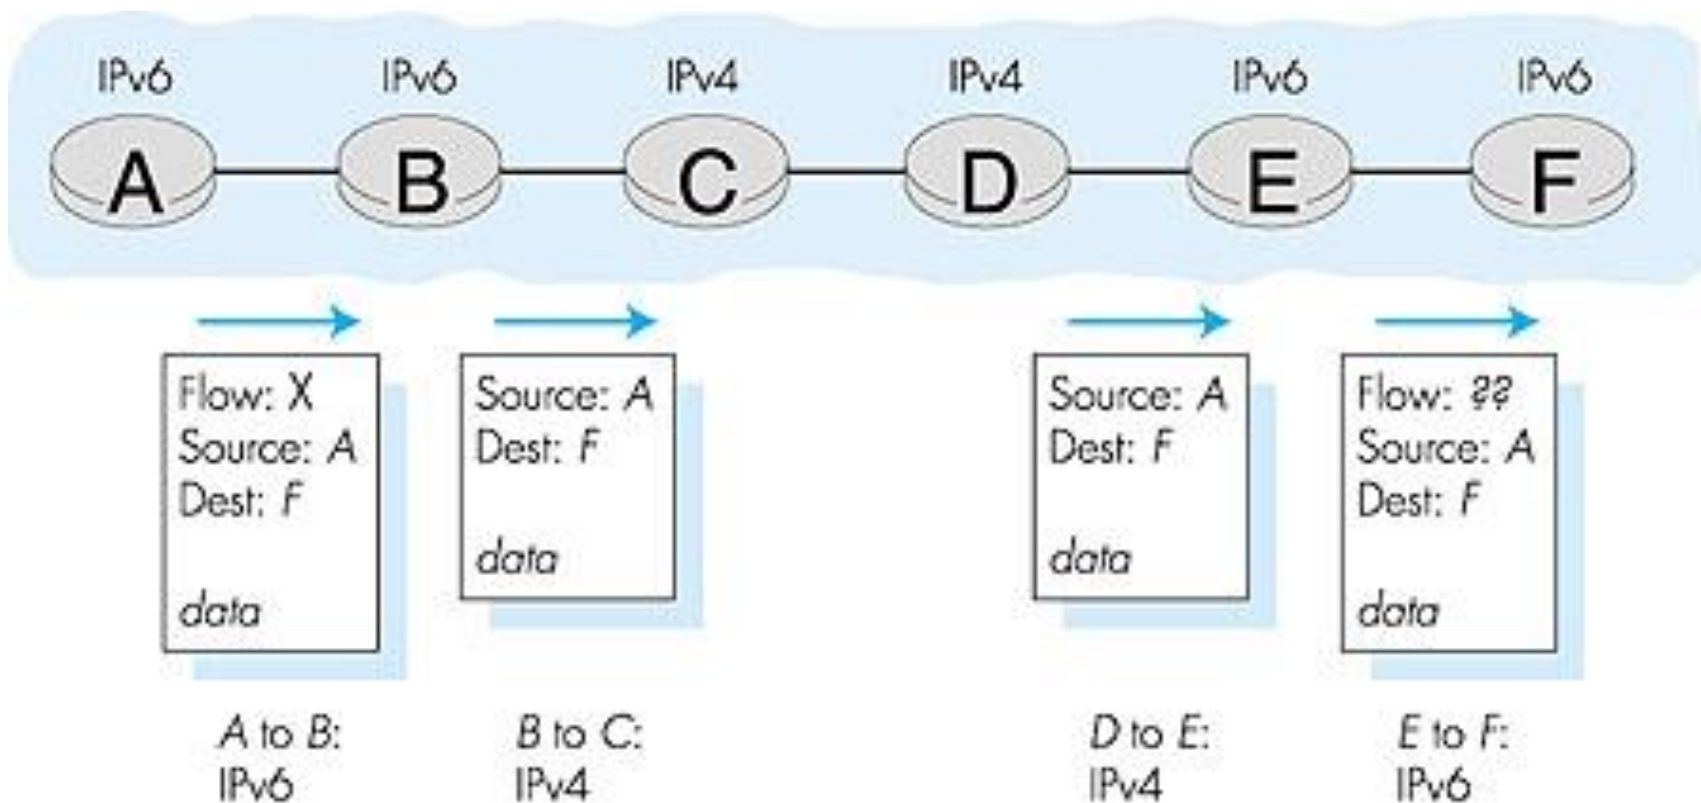 IPv6 IPv6 IPv4 IPv4 IPv6 IPv6
A B C D E F
Flow: X
Source: A
Dest: F
data
Source: A
Dest: F
data
Source: A
Dest: F
data
Flow: ??
Source: A
Dest: F
data
A to B:
IPv6
B to C:
IPv4
D to E:
IPv4
E to F:
IPv6